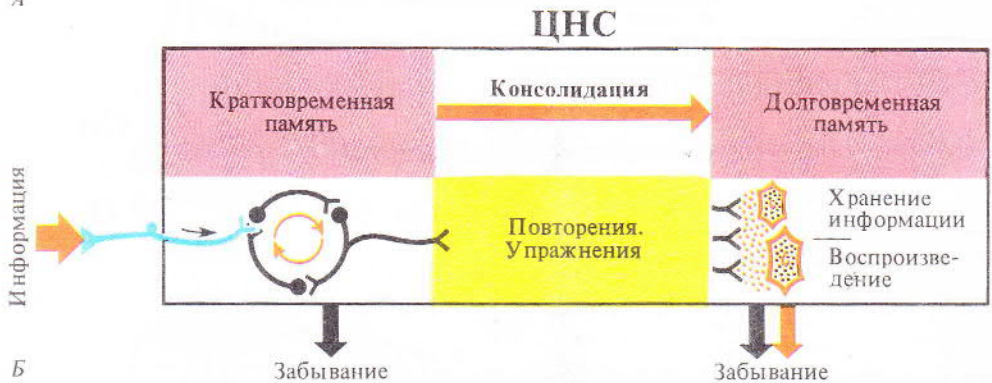 А
ЦНС
Кратковременная
память
Консолидация
Долговременная
память
Информация
Повторения.
Упражнения
Хранение
информации
Воспроизве-
дение
Б
Забывание
Забывание